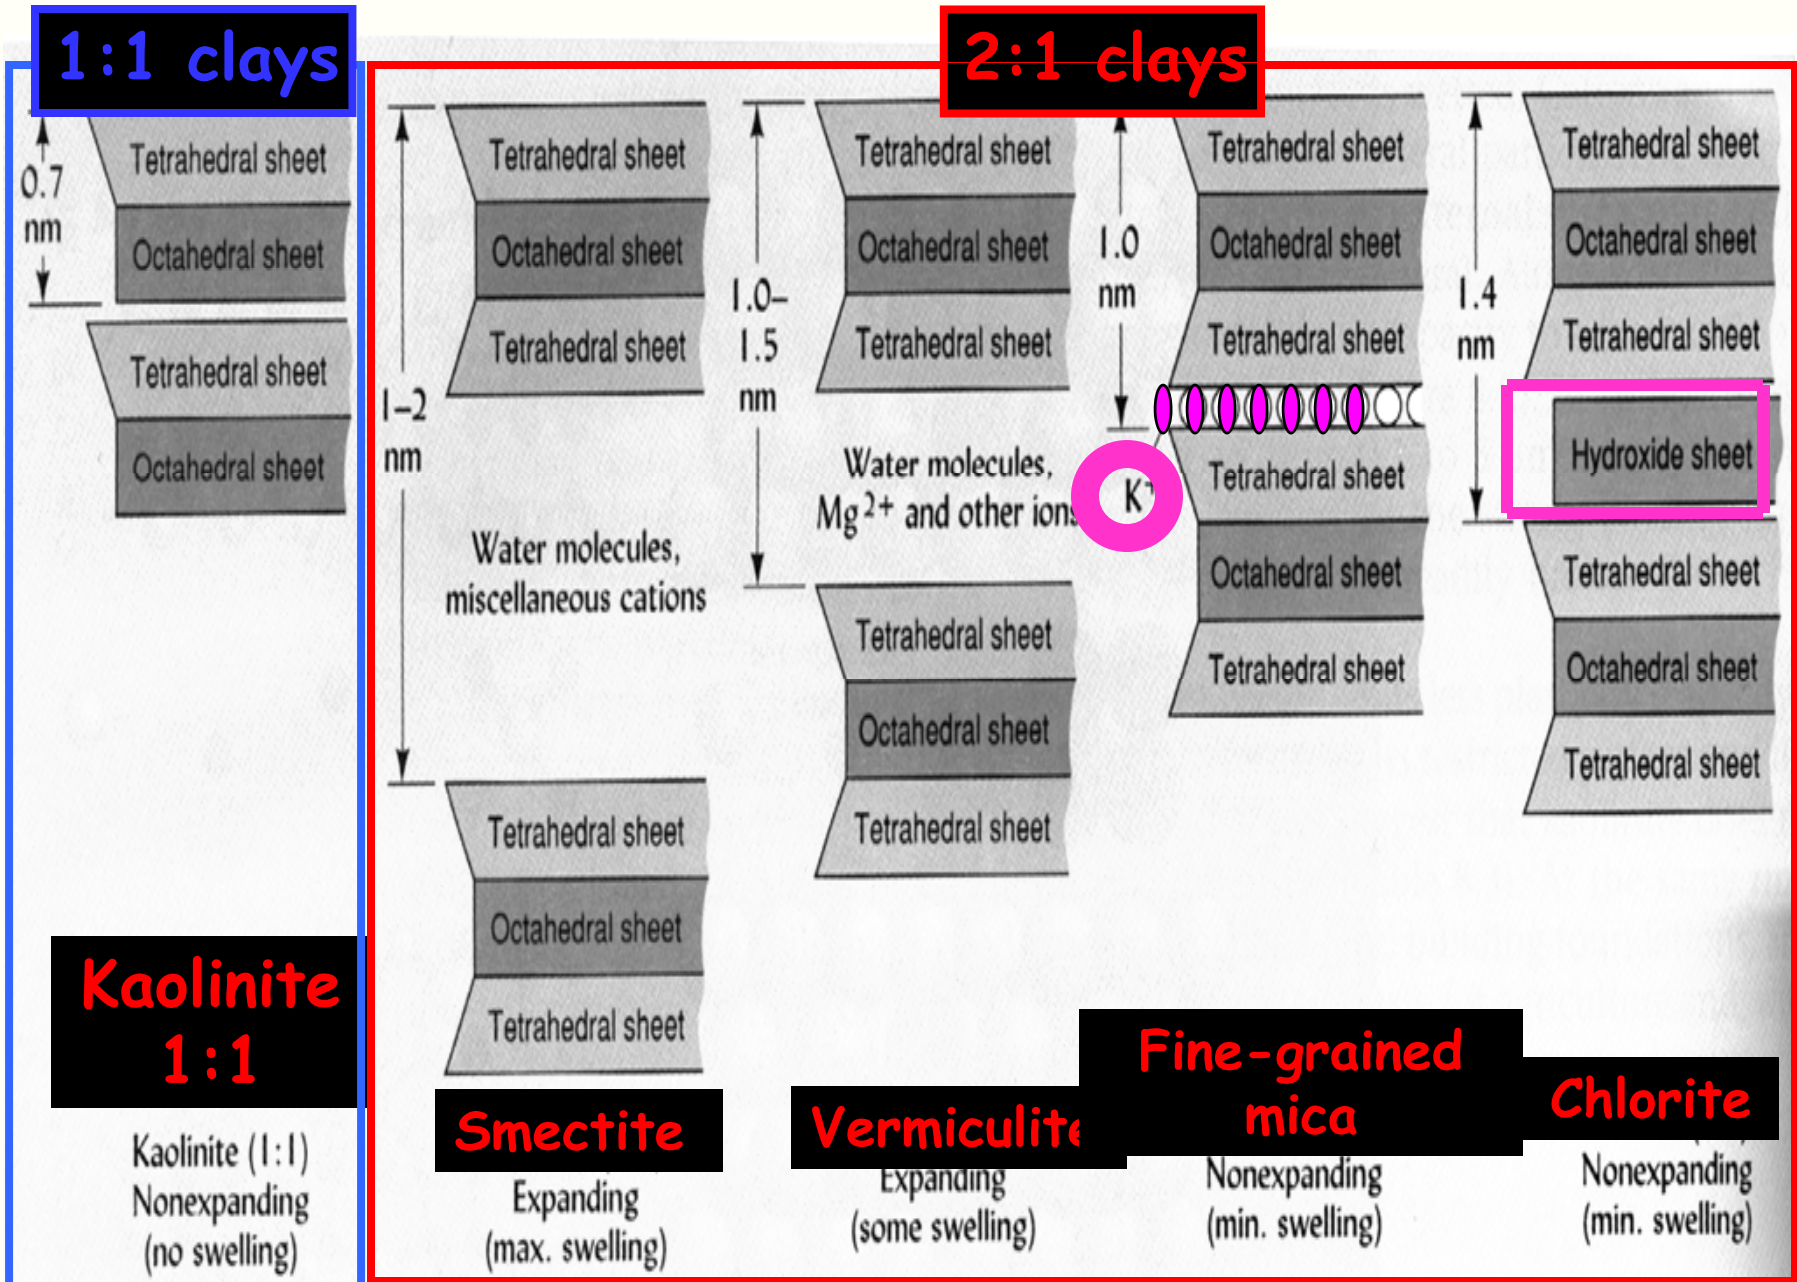 1:1 clays
2:1 clays
0.7
nm
Tetrahedral sheet
Octahedral sheet
Tetrahedral sheet
Octahedral sheet
Kaolinite
1:1
Kaolinite (1:1)
Nonexpanding
(no swelling)
1–2
nm
Tetrahedral sheet
Octahedral sheet
Tetrahedral sheet
Water molecules,
miscellaneous cations
Tetrahedral sheet
Octahedral sheet
Tetrahedral sheet
Smectite
Expanding
(max. swelling)
1.0–
1.5
nm
Tetrahedral sheet
Octahedral sheet
Tetrahedral sheet
Water molecules,
Mg2+ and other ions
Tetrahedral sheet
Octahedral sheet
Tetrahedral sheet
Vermiculite
Expanding
(some swelling)
1.0
nm
Tetrahedral sheet
Octahedral sheet
Tetrahedral sheet
K+
Tetrahedral sheet
Octahedral sheet
Tetrahedral sheet
Fine-grained
mica
Nonexpanding
(min. swelling)
1.4
nm
Tetrahedral sheet
Octahedral sheet
Tetrahedral sheet
Hydroxide sheet
Tetrahedral sheet
Octahedral sheet
Tetrahedral sheet
Chlorite
Nonexpanding
(min. swelling)